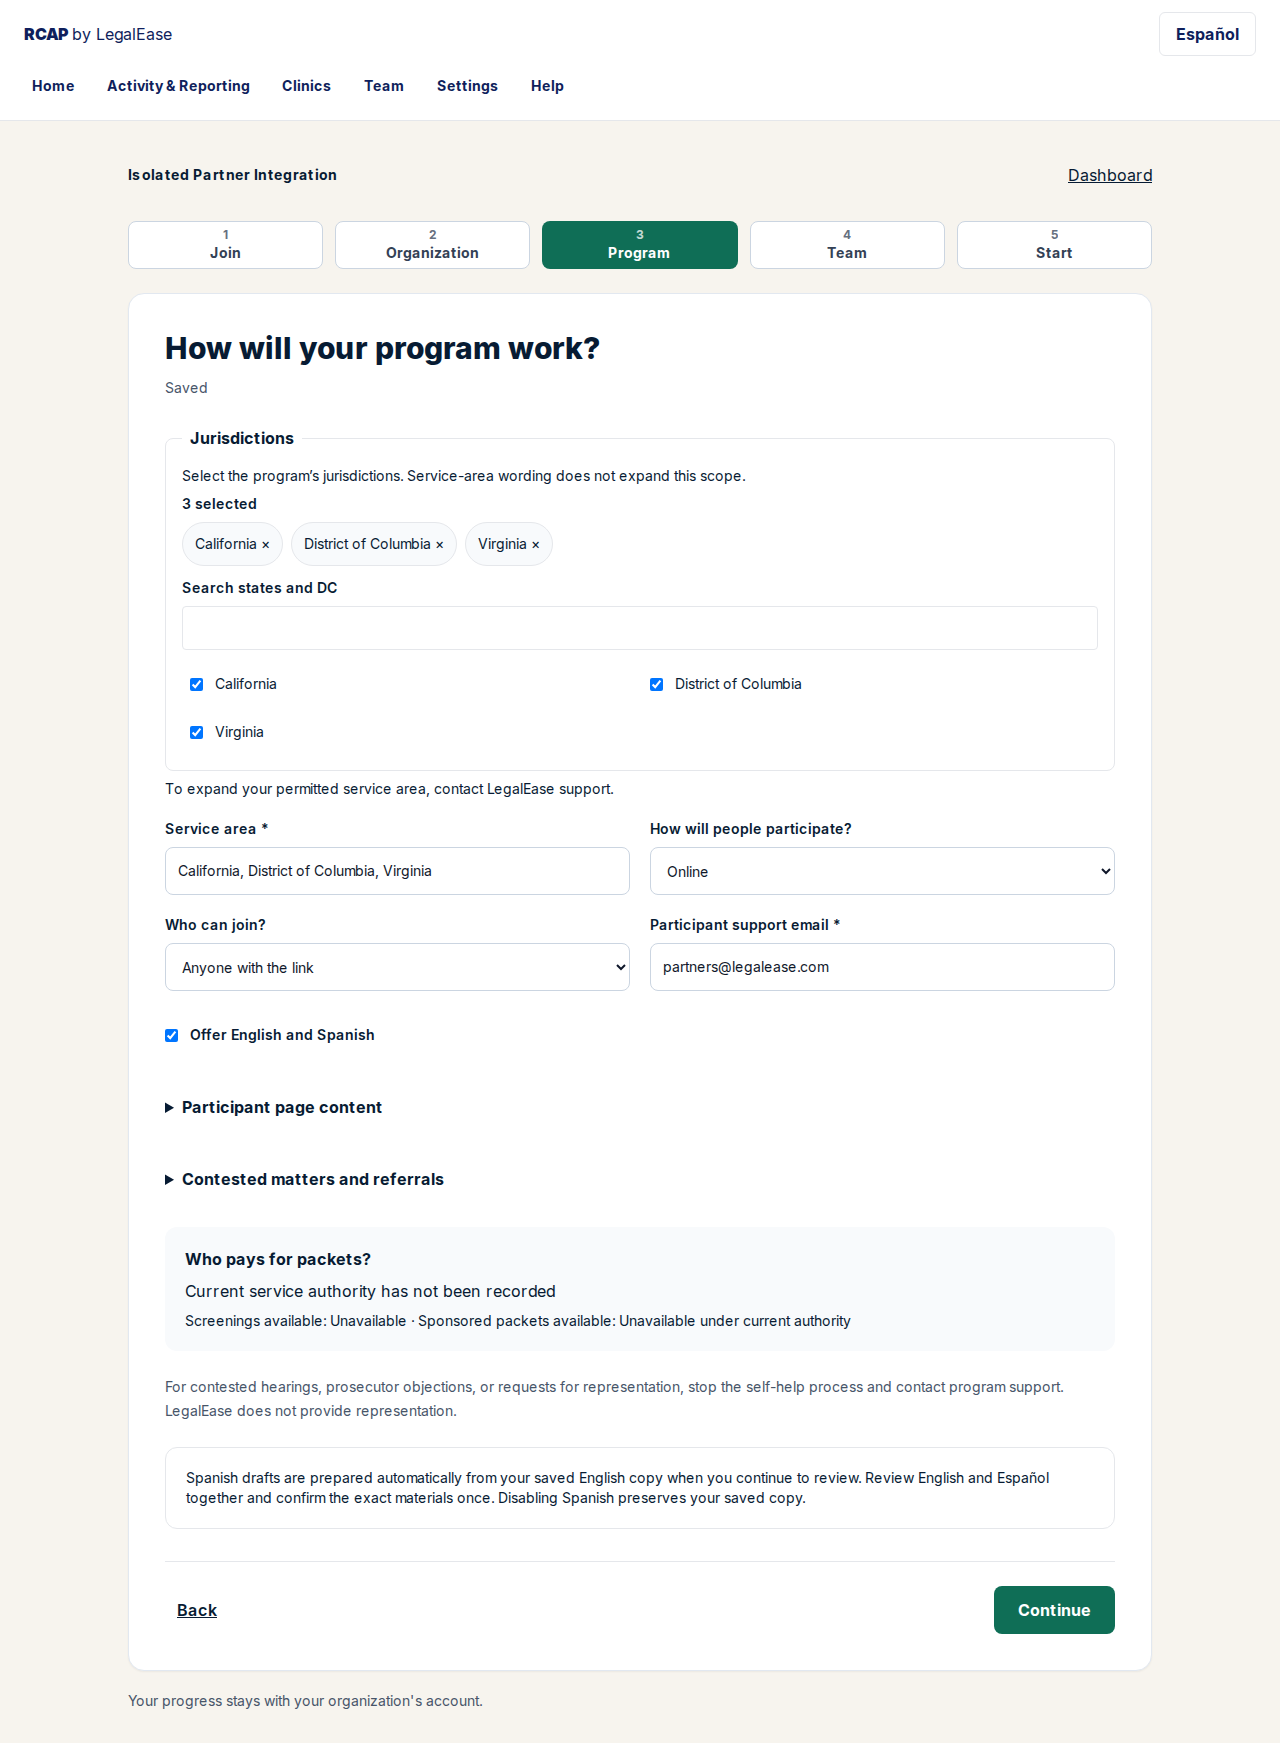 RCAP by LegalEase
Español
Home
Activity & Reporting
Clinics
Team
Settings
Help
Isolated Partner Integration
Dashboard
1
Join
2
Organization
3
Program
4
Team
5
Start
How will your program work?
Saved
Jurisdictions
Select the program’s jurisdictions. Service-area wording does not expand this scope.
3 selected
California ×
District of Columbia ×
Virginia ×
Search states and DC
California
District of Columbia
Virginia
To expand your permitted service area, contact LegalEase support.
Service area *
How will people participate?
California, District of Columbia, Virginia
Online
Who can join?
Participant support email *
Anyone with the link
partners@legalease.com
Offer English and Spanish
Participant page content
Contested matters and referrals
Who pays for packets?
Current service authority has not been recorded
Screenings available: Unavailable · Sponsored packets available: Unavailable under current authority
For contested hearings, prosecutor objections, or requests for representation, stop the self-help process and contact program support.
LegalEase does not provide representation.
Spanish drafts are prepared automatically from your saved English copy when you continue to review. Review English and Español
together and confirm the exact materials once. Disabling Spanish preserves your saved copy.
Back
Continue
Your progress stays with your organization's account.